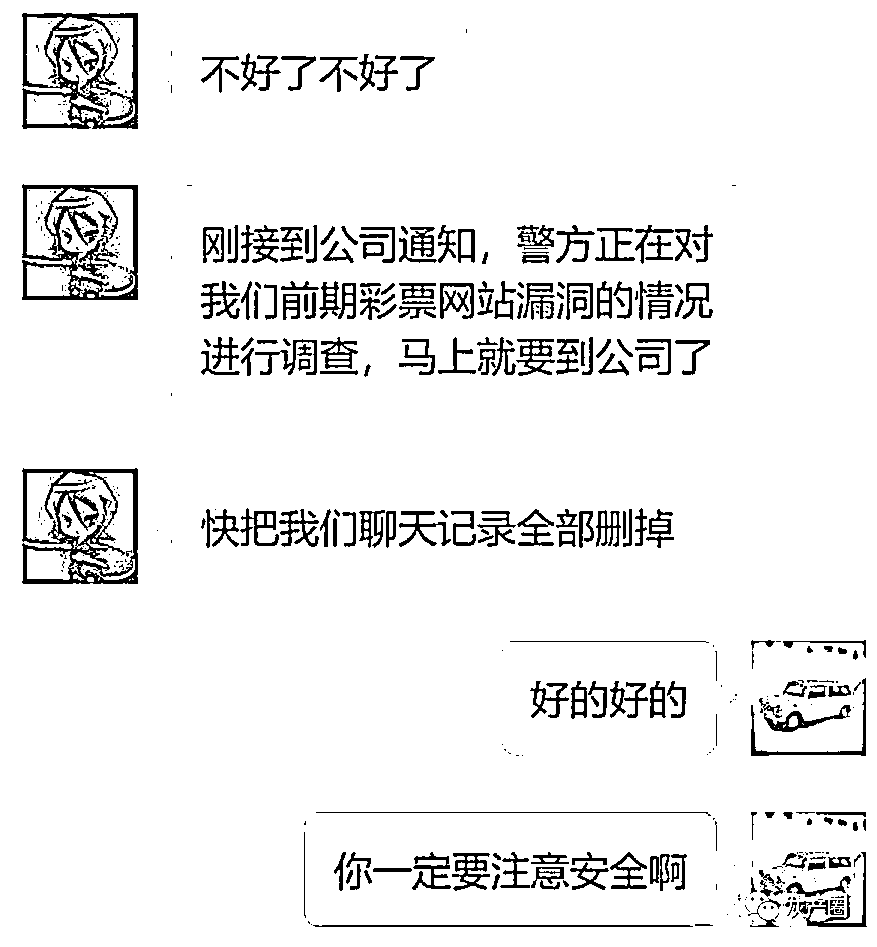 不好了不好了
刚接到公司通知，警方正在对
我们前期彩票网站漏洞的情况
进行调查，马上就要到公司了
快把我们聊天记录全部删掉
好的好的
你一定要注意安全啊